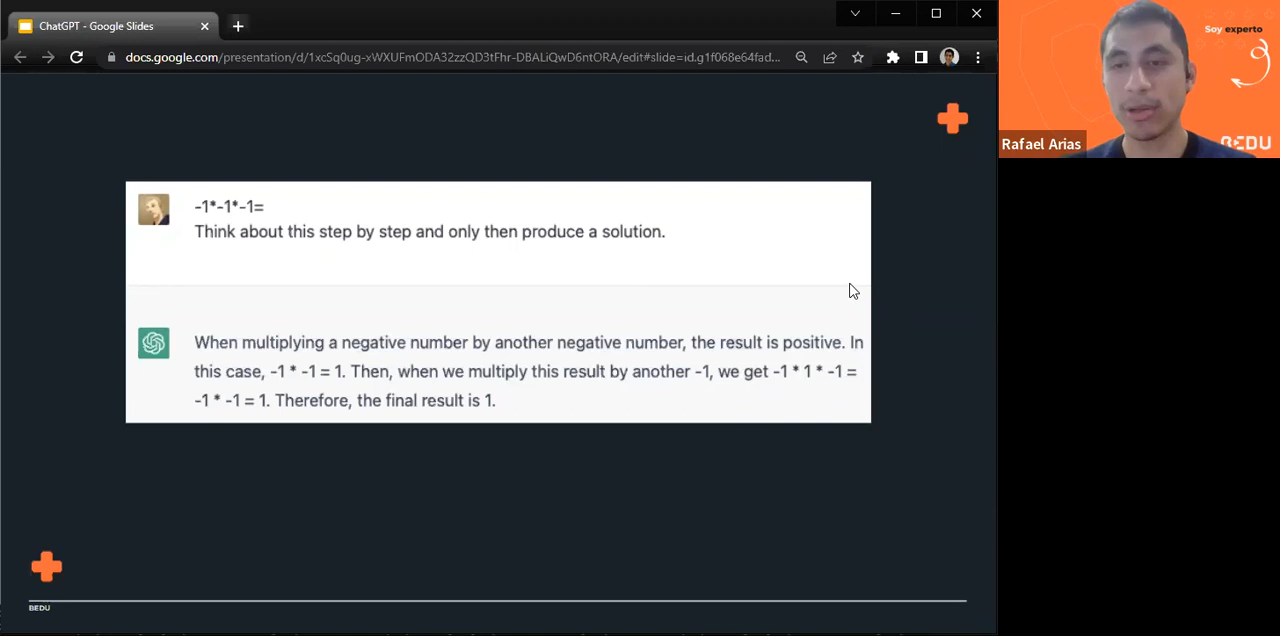 ChatGPT - Google Slides
docs.google.com/presentation/d/1xcSq0ug-xWXUFmODA32zzQD3tFhr-DBALiQwD6ntORA/edit#slide=id.g1f068e64fad...
Soy experto
BEDU
Rafael Arias
-1*-1*-1=
Think about this step by step and only then produce a solution.
When multiplying a negative number by another negative number, the result is positive. In
this case, -1 * -1 = 1. Then, when we multiply this result by another -1, we get -1 * 1 * -1 =
-1 * -1 = 1. Therefore, the final result is 1.
BEDU